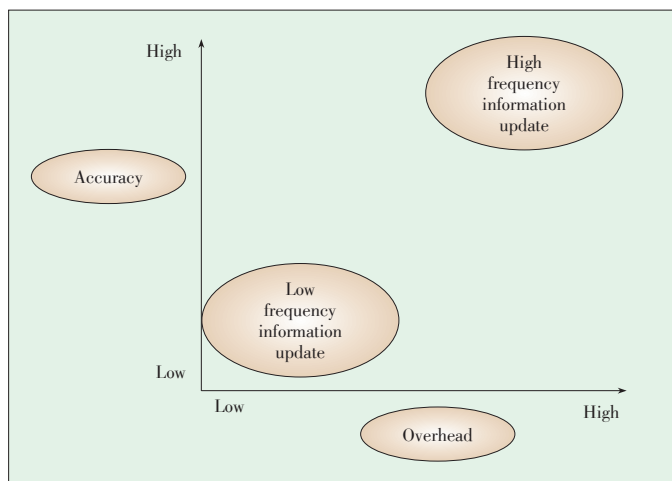 High
High
frequency
information
update
Accuracy
Low
frequency
information
update
Low
Low
High
Overhead